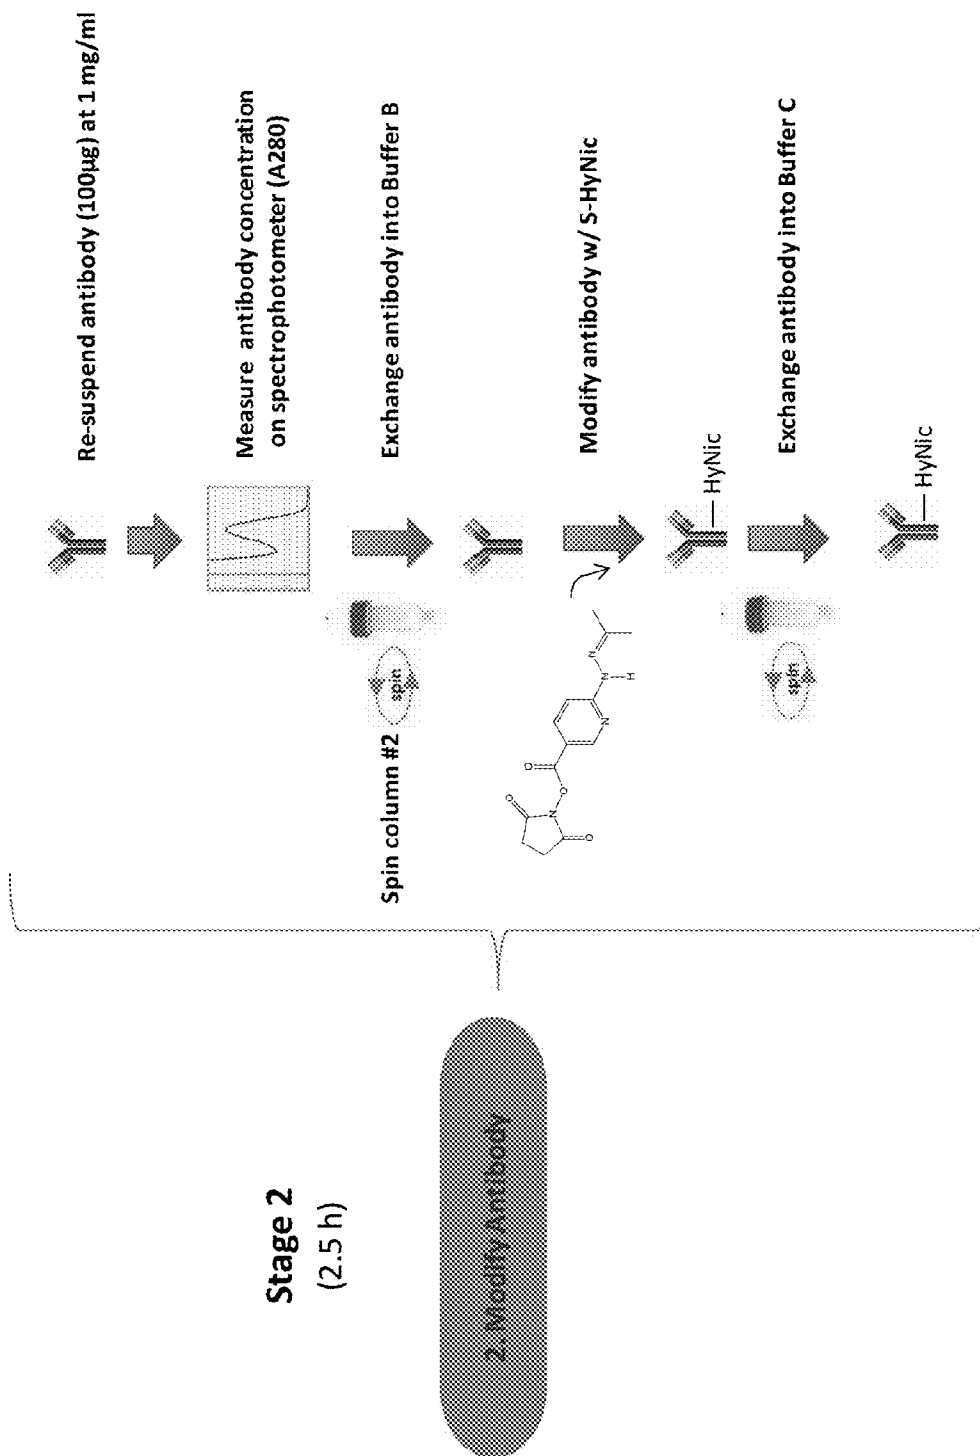 Stage 2
(2.5 h)
2. Modify Antibody
Re-suspend antibody (100µg) at 1 mg/ml
Measure antibody concentration
on spectrophotometer (A280)
Spin column #2
spin
Exchange antibody into Buffer B
O
O
O
O
N
N
N
H
N
Modify antibody w/ S-HyNic
HyNic
spin
Exchange antibody into Buffer C
HyNic